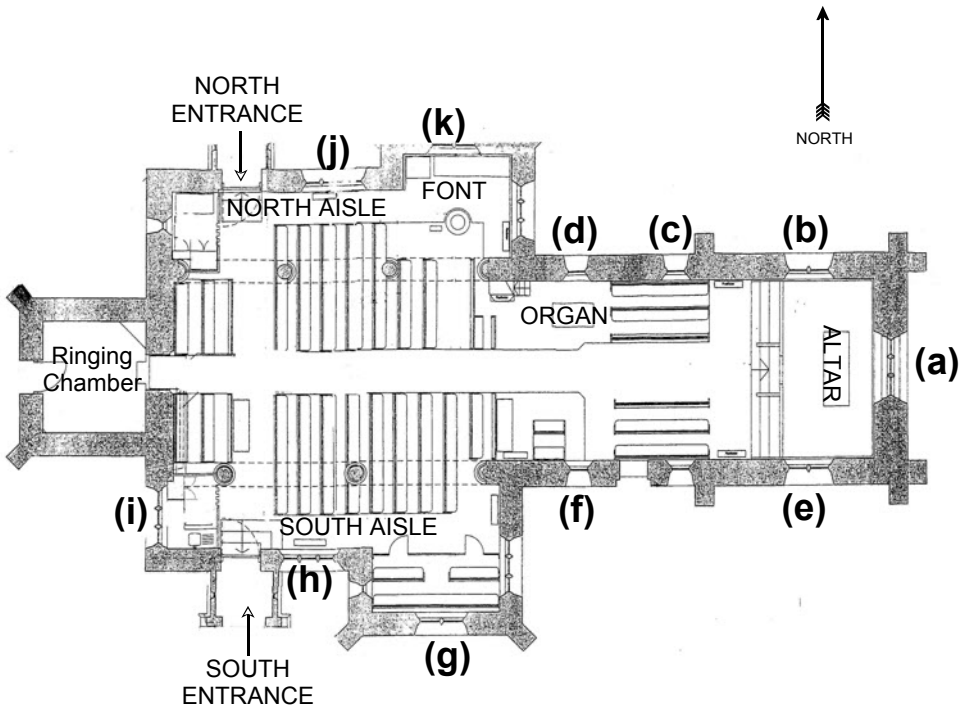 NORTH
ENTRANCE
NORTH
(j)
(k)
FONT
NORTH AISLE
(d)
(c)
(b)
ORGAN
Ringing
Chamber
ALTAR
(a)
(i)
SOUTH AISLE
(f)
(e)
(h)
(g)
SOUTH
ENTRANCE